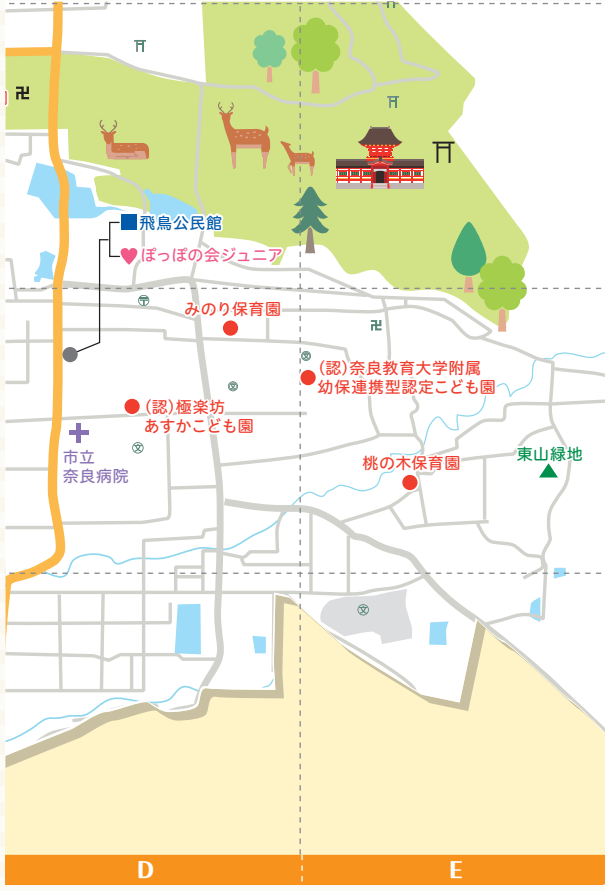 飛鳥公民館
ぽっぽの会ジュニア
みのり保育園
(認)奈良教育大学附属
幼保連携型認定こども園
(認)極楽坊
あすかこども園
市立
奈良病院
桃の木保育園
東山緑地
D
E